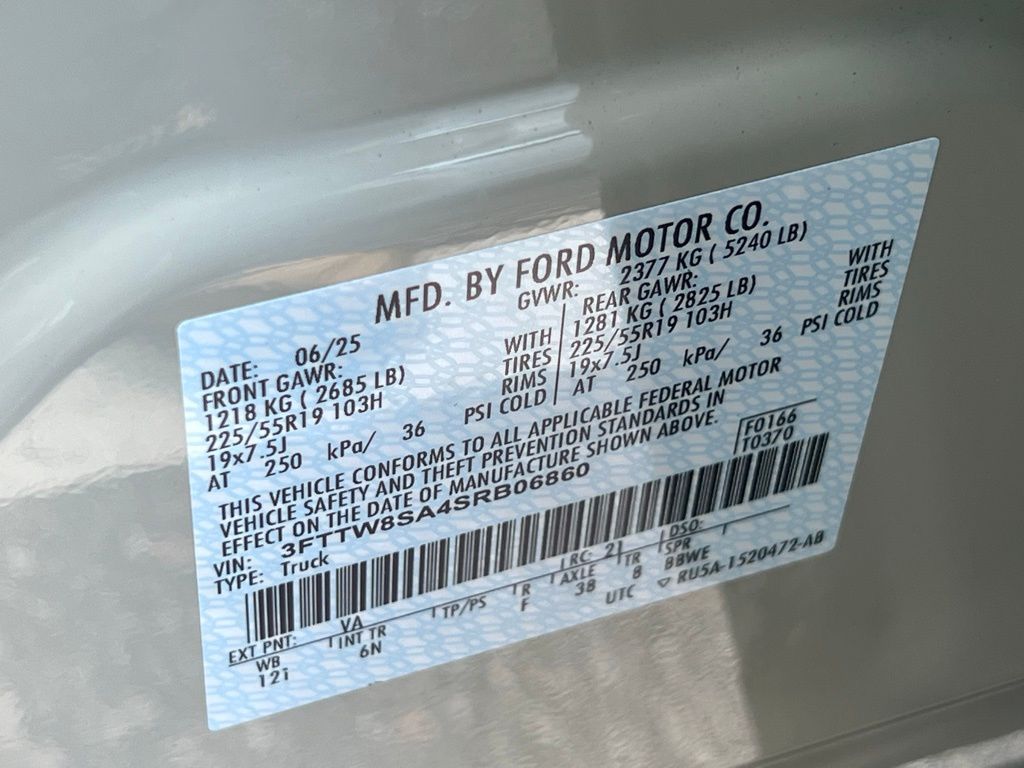 MFD. BY FORD MOTOR CO.
DATE: 06/25 GVWR: 2377 KG ( 5240 LB)
FRONT GAWR: REAR GAWR:
1218 KG ( 2685 LB) WITH 1281 KG ( 2825 LB) WITH
225/55R19 103H TIRES 225/55R19 103H TIRES
19x7.5J RIMS 19x7.5J RIMS
AT 250 kPa/ 36 PSI COLD AT 250 kPa/ 36 PSI COLD
THIS VEHICLE CONFORMS TO ALL APPLICABLE FEDERAL MOTOR
VEHICLE SAFETY AND THEFT PREVENTION STANDARDS IN
EFFECT ON THE DATE OF MANUFACTURE SHOWN ABOVE.
VIN: 3FTTW8SA4SRB06860 F0166
TYPE: Truck T0370
EXT PNT: VA RC: 21 DSO:
WB INT TR TP/PS R AXLE TR SPR
121 6N F 38 8 BBWE
UTC ▽ RU5A-1520472-AB